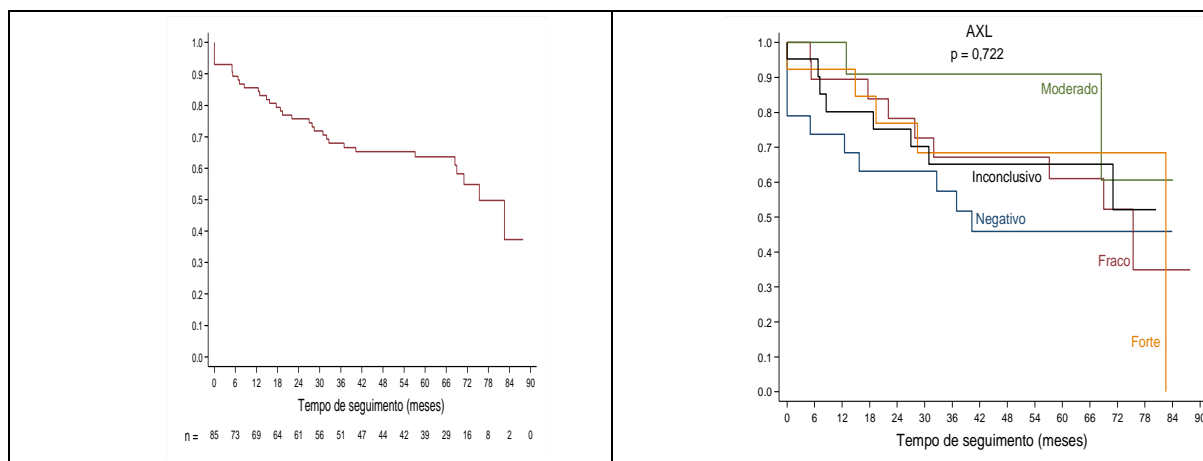 1.0
0.9
0.8
0.7
0.6
0.5
0.4
0.3
0.2
0.1
0.0
0 6 12 18 24 30 36 42 48 54 60 66 72 78 84 90
Tempo de seguimento (meses)
n = 85 73 69 64 61 56 51 47 44 42 39 29 16 8 2 0
AXL
p = 0,722
1.0
0.9
0.8
0.7
0.6
0.5
0.4
0.3
0.2
0.1
0.0
Moderado
Inconclusivo
Negativo
Fraco
Forte
0 6 12 18 24 30 36 42 48 54 60 66 72 78 84 90
Tempo de seguimento (meses)